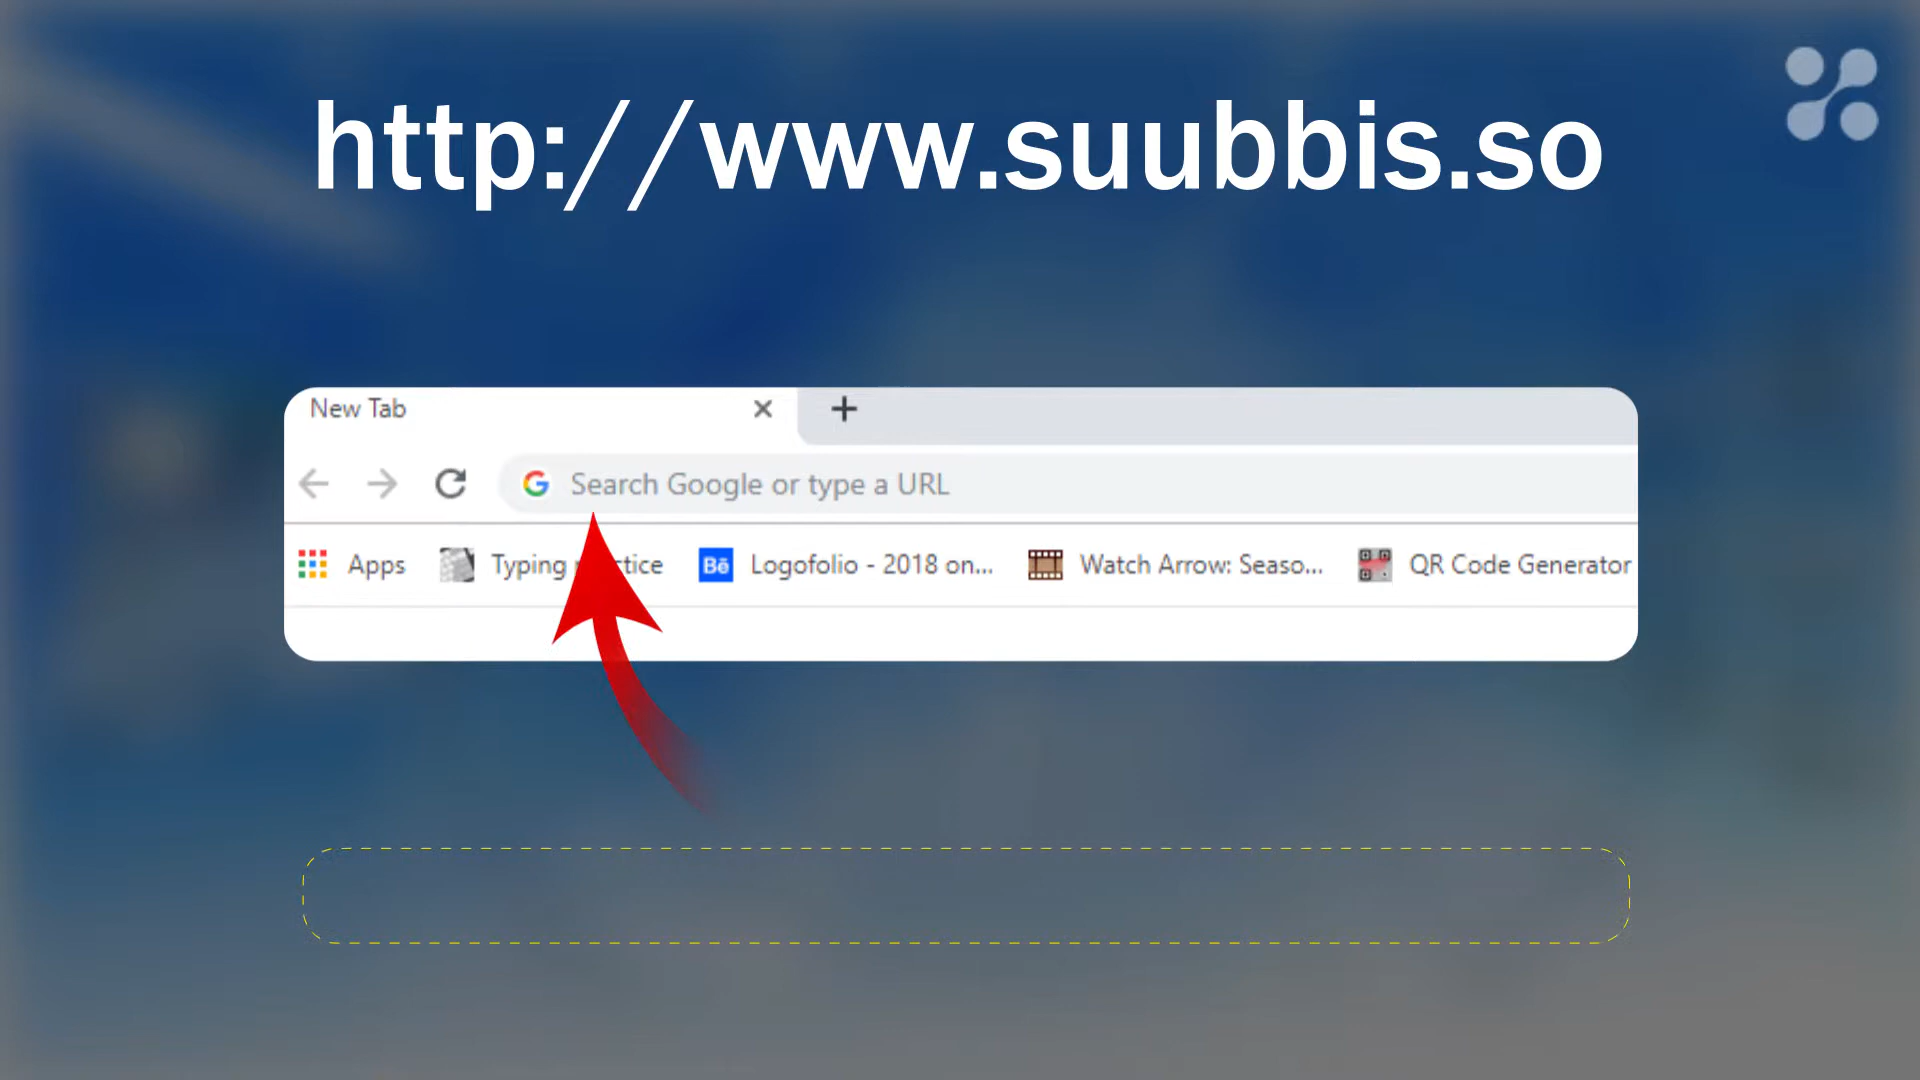 http://www.suubbis.so
New Tab
Search Google or type a URL
Apps Typing Logofolio - 2018 on... Watch Arrow: Seaso... QR Code Generator